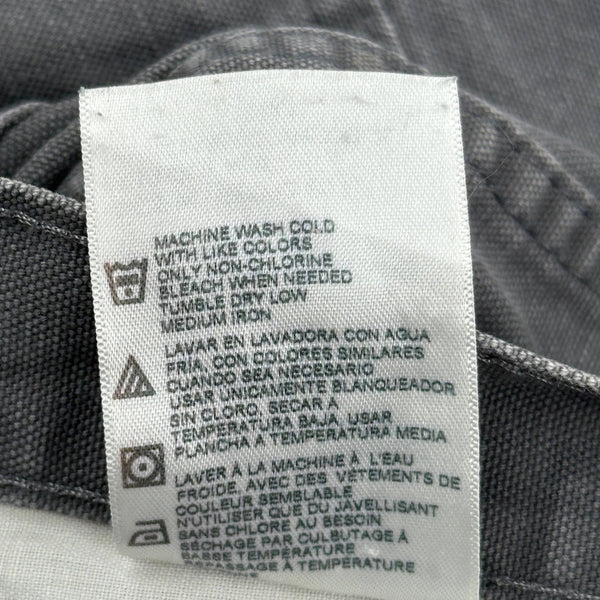 MACHINE WASH COLD
WITH LIKE COLORS
ONLY NON-CHLORINE
BLEACH WHEN NEEDED
TUMBLE DRY LOW
MEDIUM IRON
LAVAR EN LAVADORA CON AGUA
FRIA, CON COLORES SIMILARES
CUANDO SEA NECESARIO
USAR UNICAMENTE BLANQUEADOR
SIN CLORO, SECAR A
TEMPERATURA BAJA, USAR
PLANCHA A TEMPERATURA MEDIA
LAVER À LA MACHINE À L'EAU
FROIDE, AVEC DES VÊTEMENTS DE
COULEUR SEMBLABLE
N'UTILISER QUE DU JAVELLISANT
SANS CHLORE AU BESOIN
SÉCHAGE PAR CULBUTAGE À
BASSE TEMPÉRATURE
REPASSAGE À TEMPÉRATURE